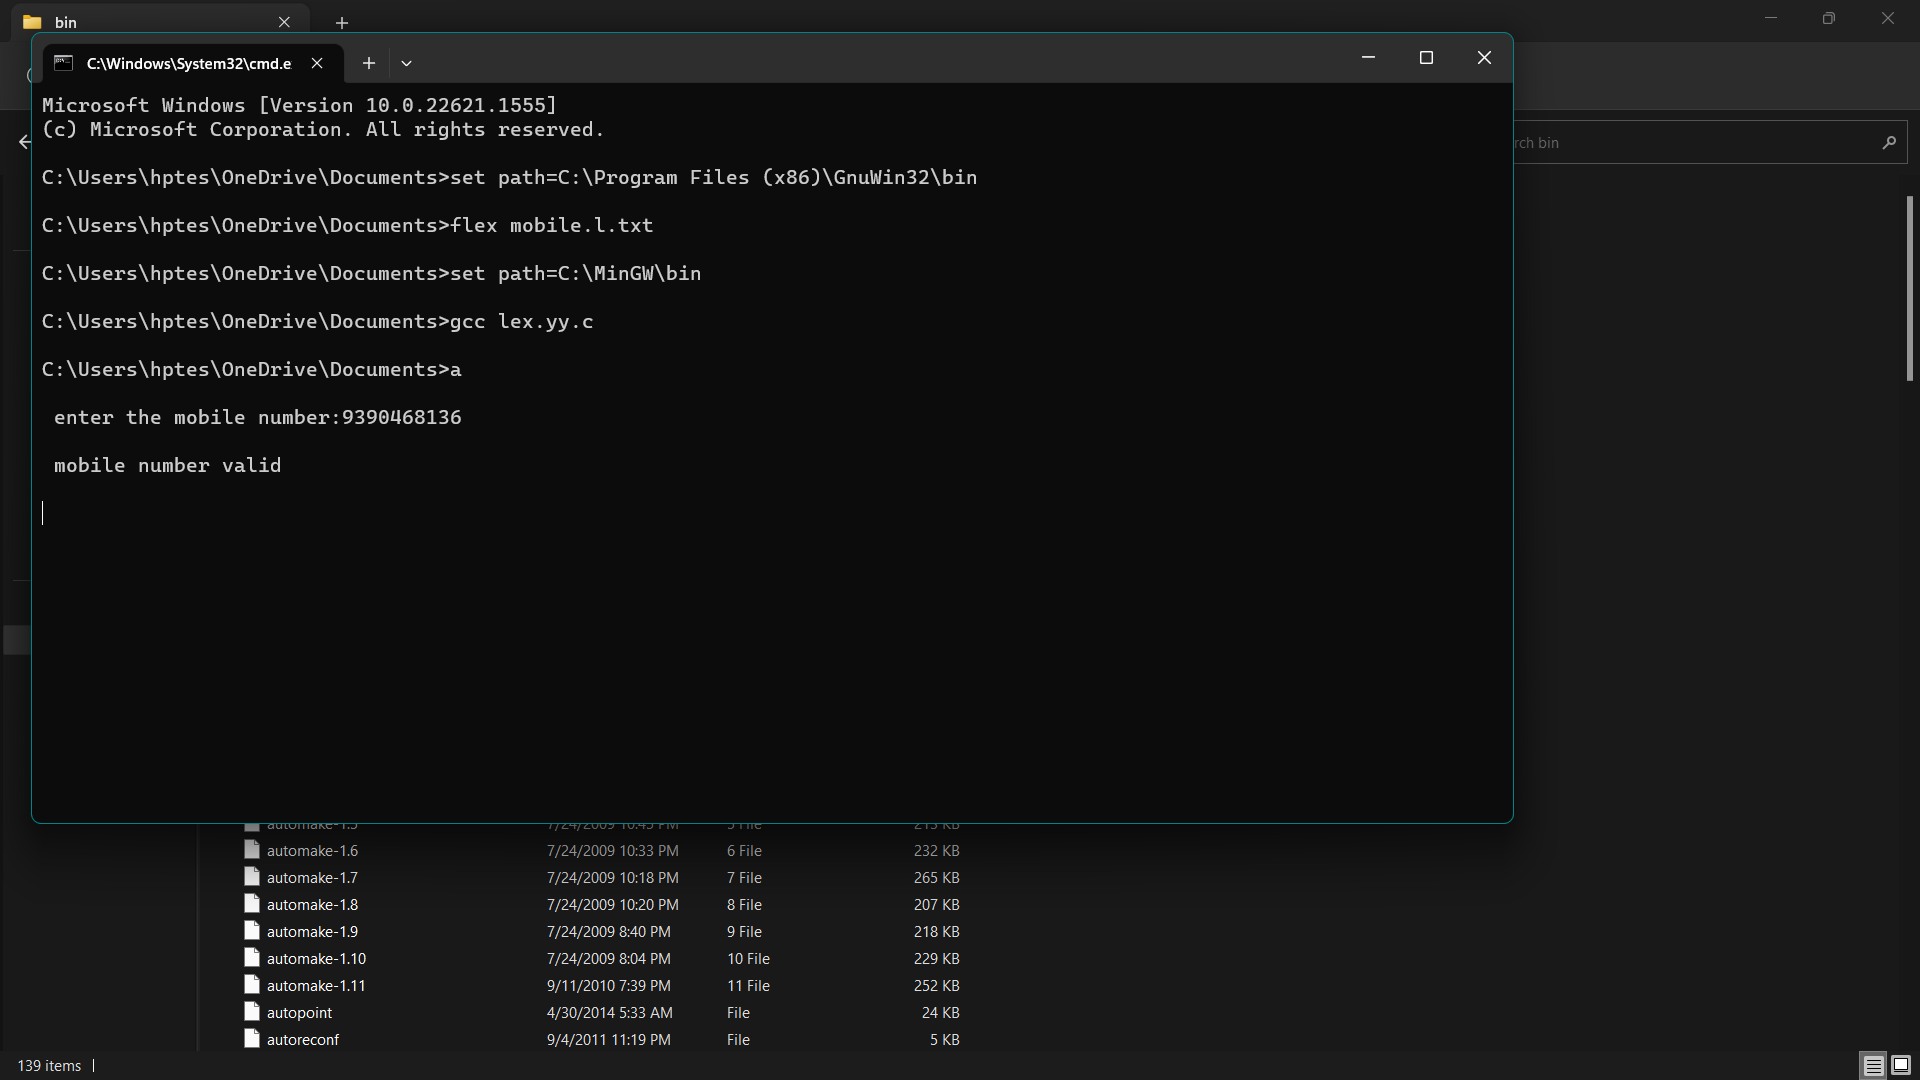 bin
C:\Windows\System32\cmd.e
Microsoft Windows [Version 10.0.22621.1555]
(c) Microsoft Corporation. All rights reserved.
rch bin
C:\Users\hptes\OneDrive\Documents>set path=C:\Program Files (x86)\GnuWin32\bin
C:\Users\hptes\OneDrive\Documents>flex mobile.l.txt
C:\Users\hptes\OneDrive\Documents>set path=C:\MinGW\bin
C:\Users\hptes\OneDrive\Documents>gcc lex.yy.c
C:\Users\hptes\OneDrive\Documents>a
enter the mobile number:9390468136
mobile number valid
automake-1.6 7/24/2009 10:33 PM 6 File 232 KB
automake-1.7 7/24/2009 10:18 PM 7 File 265 KB
automake-1.8 7/24/2009 10:20 PM 8 File 207 KB
automake-1.9 7/24/2009 8:40 PM 9 File 218 KB
automake-1.10 7/24/2009 8:04 PM 10 File 229 KB
automake-1.11 9/11/2010 7:39 PM 11 File 252 KB
autopoint 4/30/2014 5:33 AM File 24 KB
autoreconf 9/4/2011 11:19 PM File 5 KB
139 items